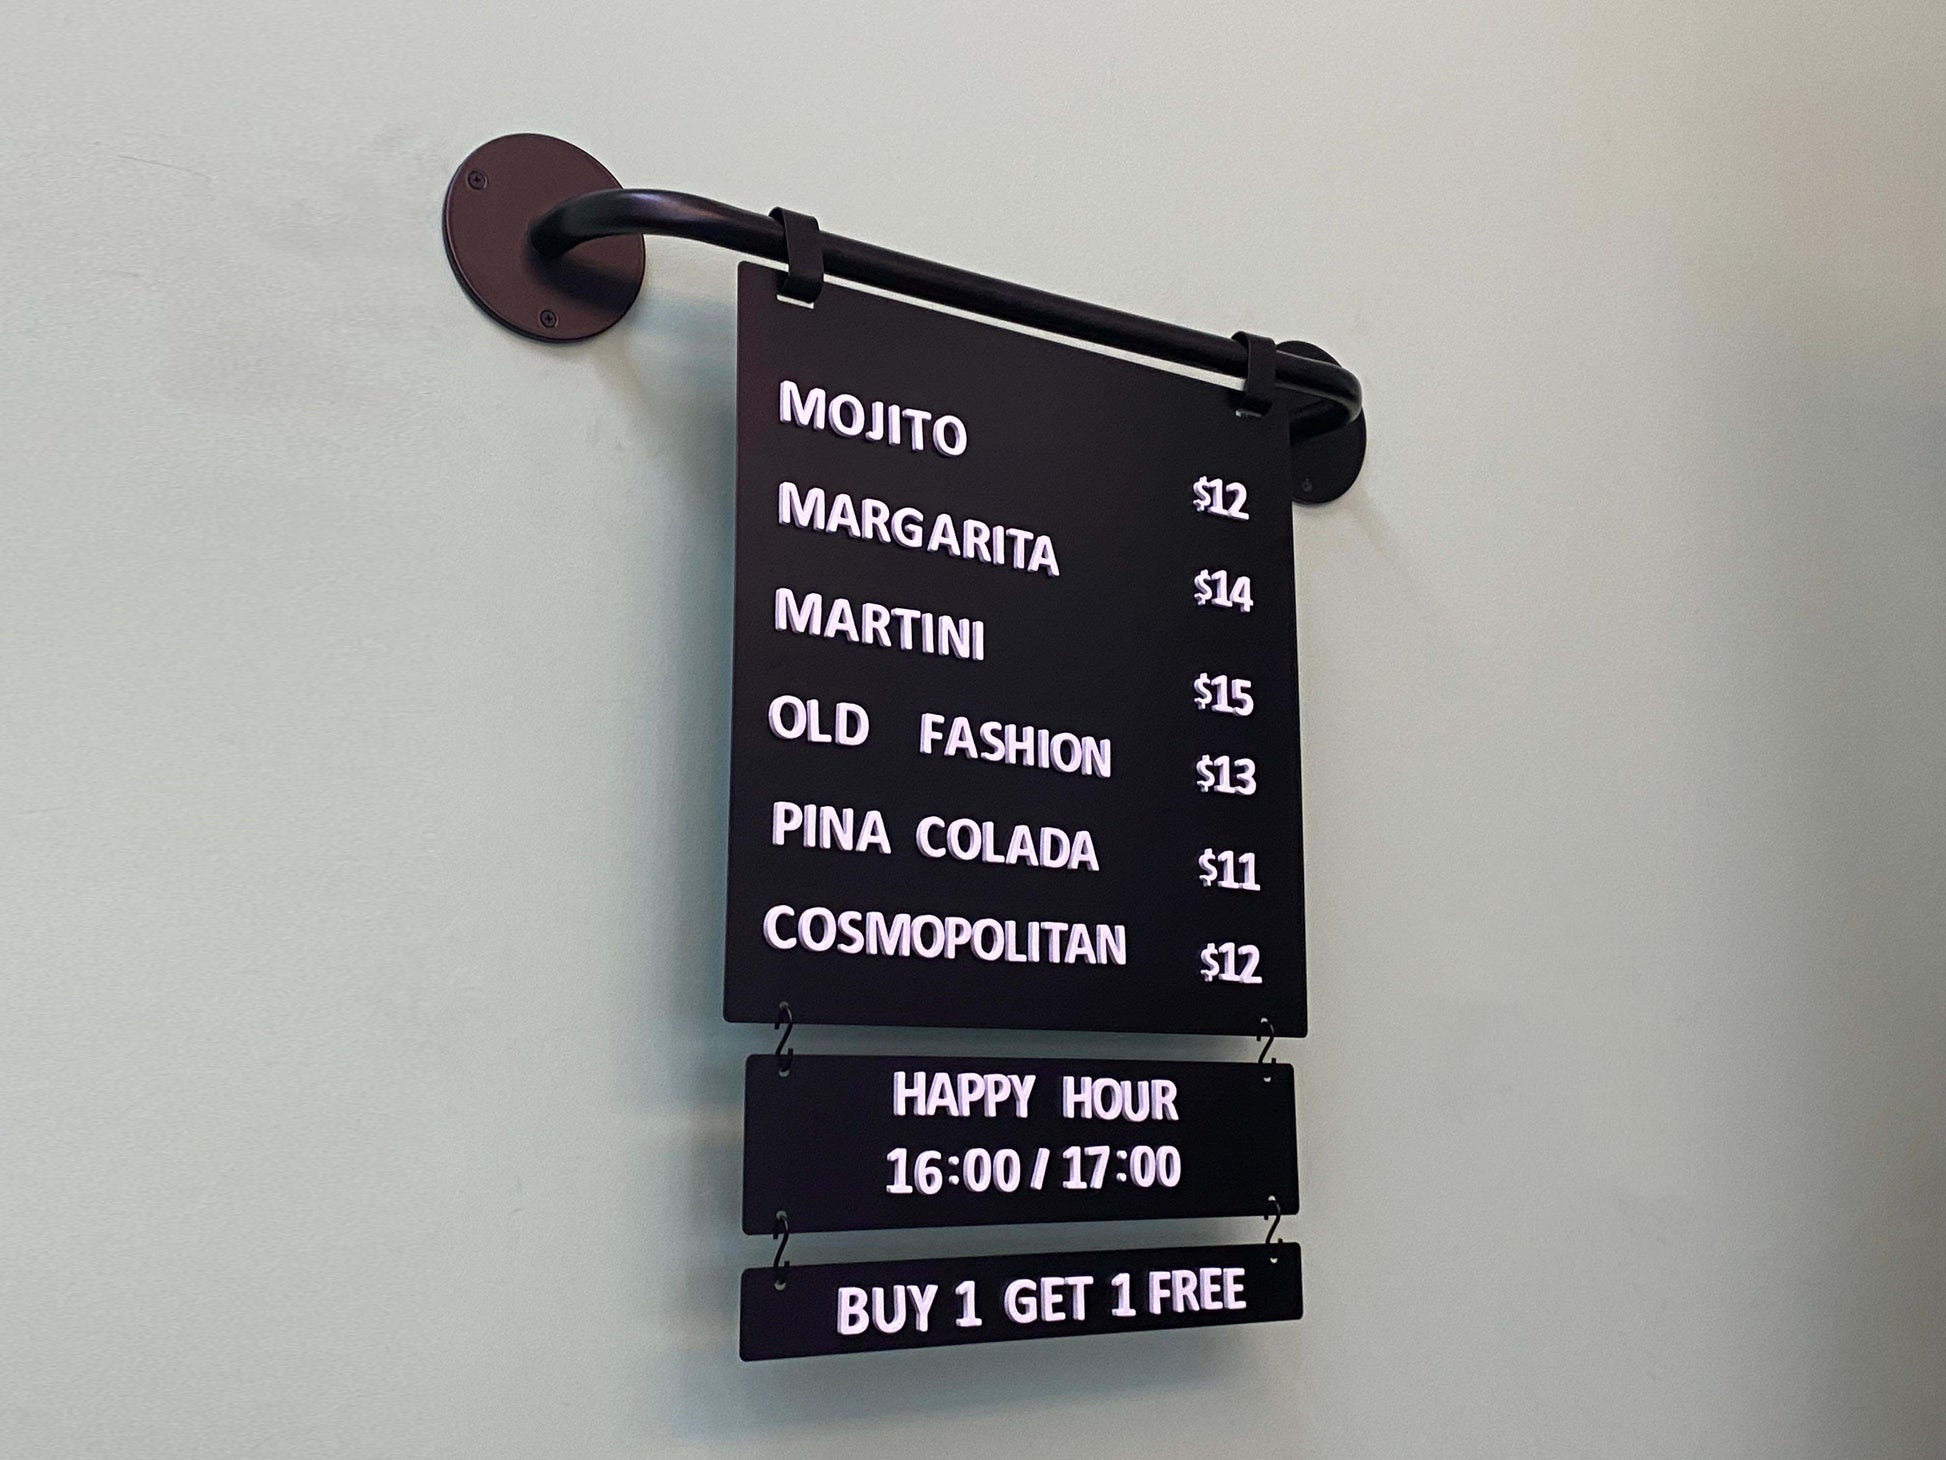 MOJITO $12
MARGARITA $14
MARTINI $15
OLD FASHION $13
PINA COLADA $11
COSMOPOLITAN $12
HAPPY HOUR
16:00 / 17:00
BUY 1 GET 1 FREE